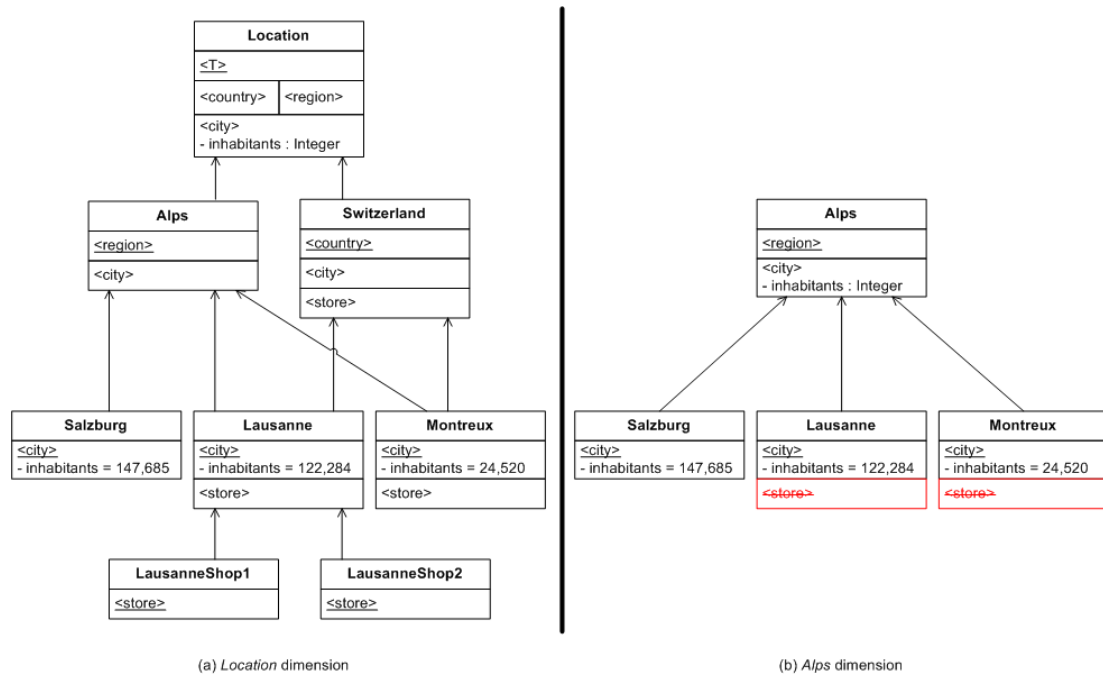 Location
<T>
<country> <region>
<city>
- inhabitants : Integer
Alps
<region>
<city>
Switzerland
<country>
<city>
<store>
Salzburg
<city>
- inhabitants = 147,685
Lausanne
<city>
- inhabitants = 122,284
<store>
Montreux
<city>
- inhabitants = 24,520
<store>
LausanneShop1
<store>
LausanneShop2
<store>
(a) Location dimension
Alps
<region>
<city>
- inhabitants : Integer
Salzburg
<city>
- inhabitants = 147,685
Lausanne
<city>
- inhabitants = 122,284
<store>
Montreux
<city>
- inhabitants = 24,520
<store>
(b) Alps dimension